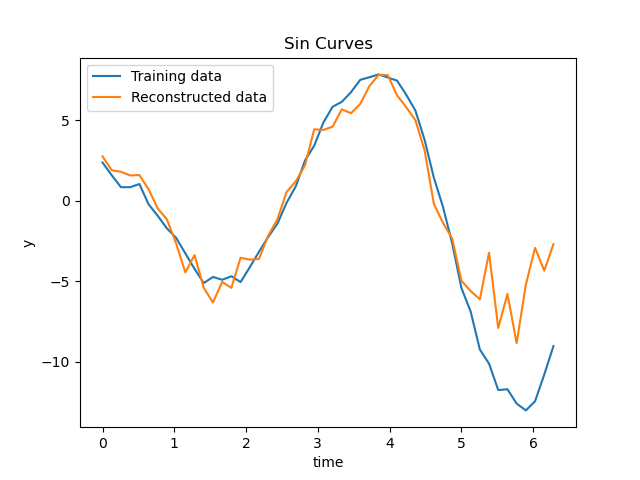 Sin Curves
Training data
Reconstructed data
5
0
−5
−10
y
0 1 2 3 4 5 6
time